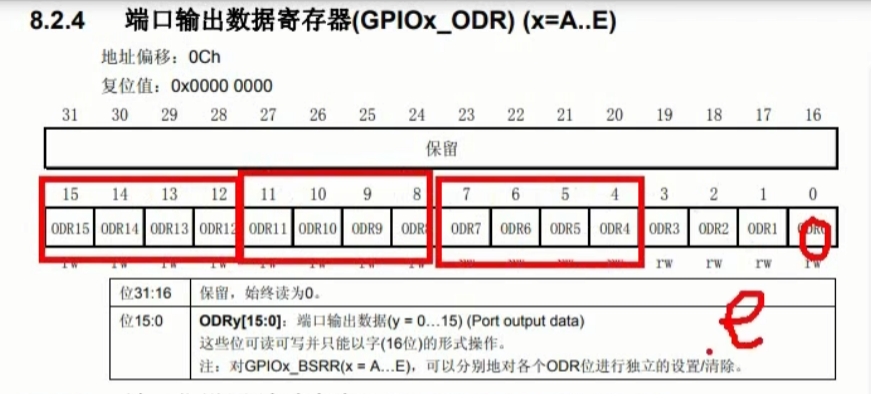 8.2.4 端口输出数据寄存器(GPIOx_ODR) (x=A..E)
地址偏移：0Ch
复位值：0x0000 0000
31 30 29 28 27 26 25 24 23 22 21 20 19 18 17 16
保留
15 14 13 12 11 10 9 8 7 6 5 4 3 2 1 0
ODR15 ODR14 ODR13 ODR12 ODR11 ODR10 ODR9 ODR8 ODR7 ODR6 ODR5 ODR4 ODR3 ODR2 ODR1 ODR0
rw rw rw rw rw rw rw rw rw rw rw rw rw rw rw rw
位31:16 保留，始终读为0。
位15:0 ODRy[15:0]：端口输出数据(y = 0…15) (Port output data)
这些位可读可写并只能以字(16位)的形式操作。
注：对GPIOx_BSRR(x = A…E)，可以分别地对各个ODR位进行独立的设置/清除。
.e